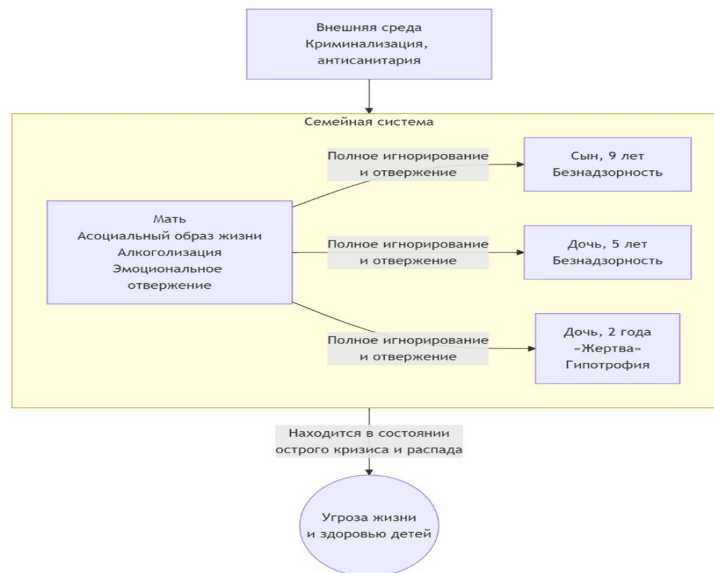 Внешняя среда
Криминализация,
антисанитария
Семейная система
Полное игнорирование
и отвержение
Сын, 9 лет
Безнадзорность
Мать
Асоциальный образ жизни
Алкоголизация
Эмоциональное
отвержение
Полное игнорирование
и отвержение
Дочь, 5 лет
Безнадзорность
Полное игнорирование
и отвержение
Дочь, 2 года
«Жертва»
Гипотрофия
Находится в состоянии
острого кризиса и распада
Угроза жизни
и здоровью детей